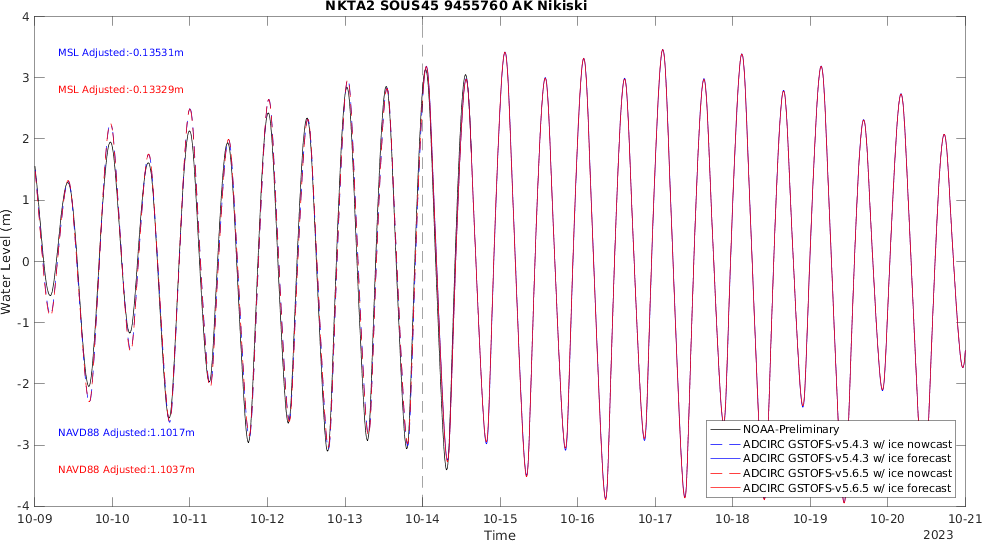 NKTA2 SOUS45 9455760 AK Nikiski
4
3
2
1
0
-1
-2
-3
-4
Water Level (m)
MSL Adjusted:-0.13531m
MSL Adjusted:-0.13329m
NAVD88 Adjusted:1.1017m
NAVD88 Adjusted:1.1037m
NOAA-Preliminary
ADCIRC GSTOFS-v5.4.3 w/ ice nowcast
ADCIRC GSTOFS-v5.4.3 w/ ice forecast
ADCIRC GSTOFS-v5.6.5 w/ ice nowcast
ADCIRC GSTOFS-v5.6.5 w/ ice forecast
10-09 10-10 10-11 10-12 10-13 10-14 10-15 10-16 10-17 10-18 10-19 10-20 10-21
Time
2023